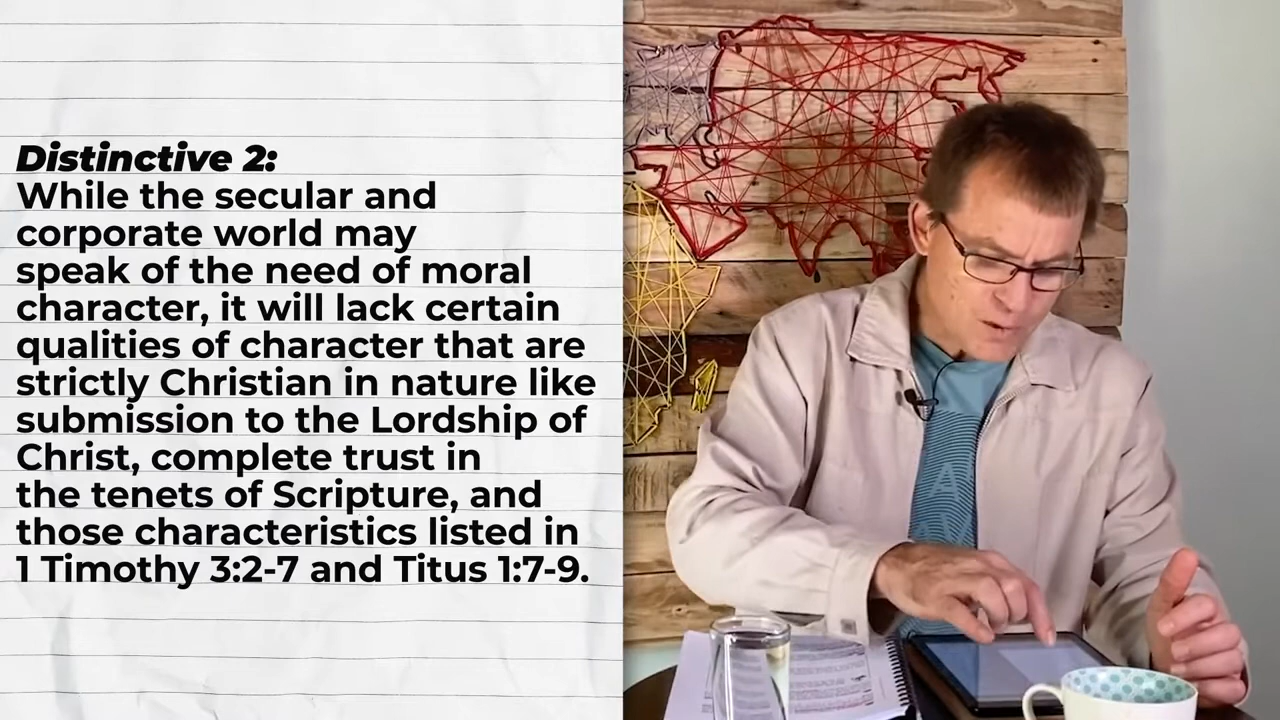 Distinctive 2:
While the secular and
corporate world may
speak of the need of moral
character, it will lack certain
qualities of character that are
strictly Christian in nature like
submission to the Lordship of
Christ, complete trust in
the tenets of Scripture, and
those characteristics listed in
1 Timothy 3:2-7 and Titus 1:7-9.